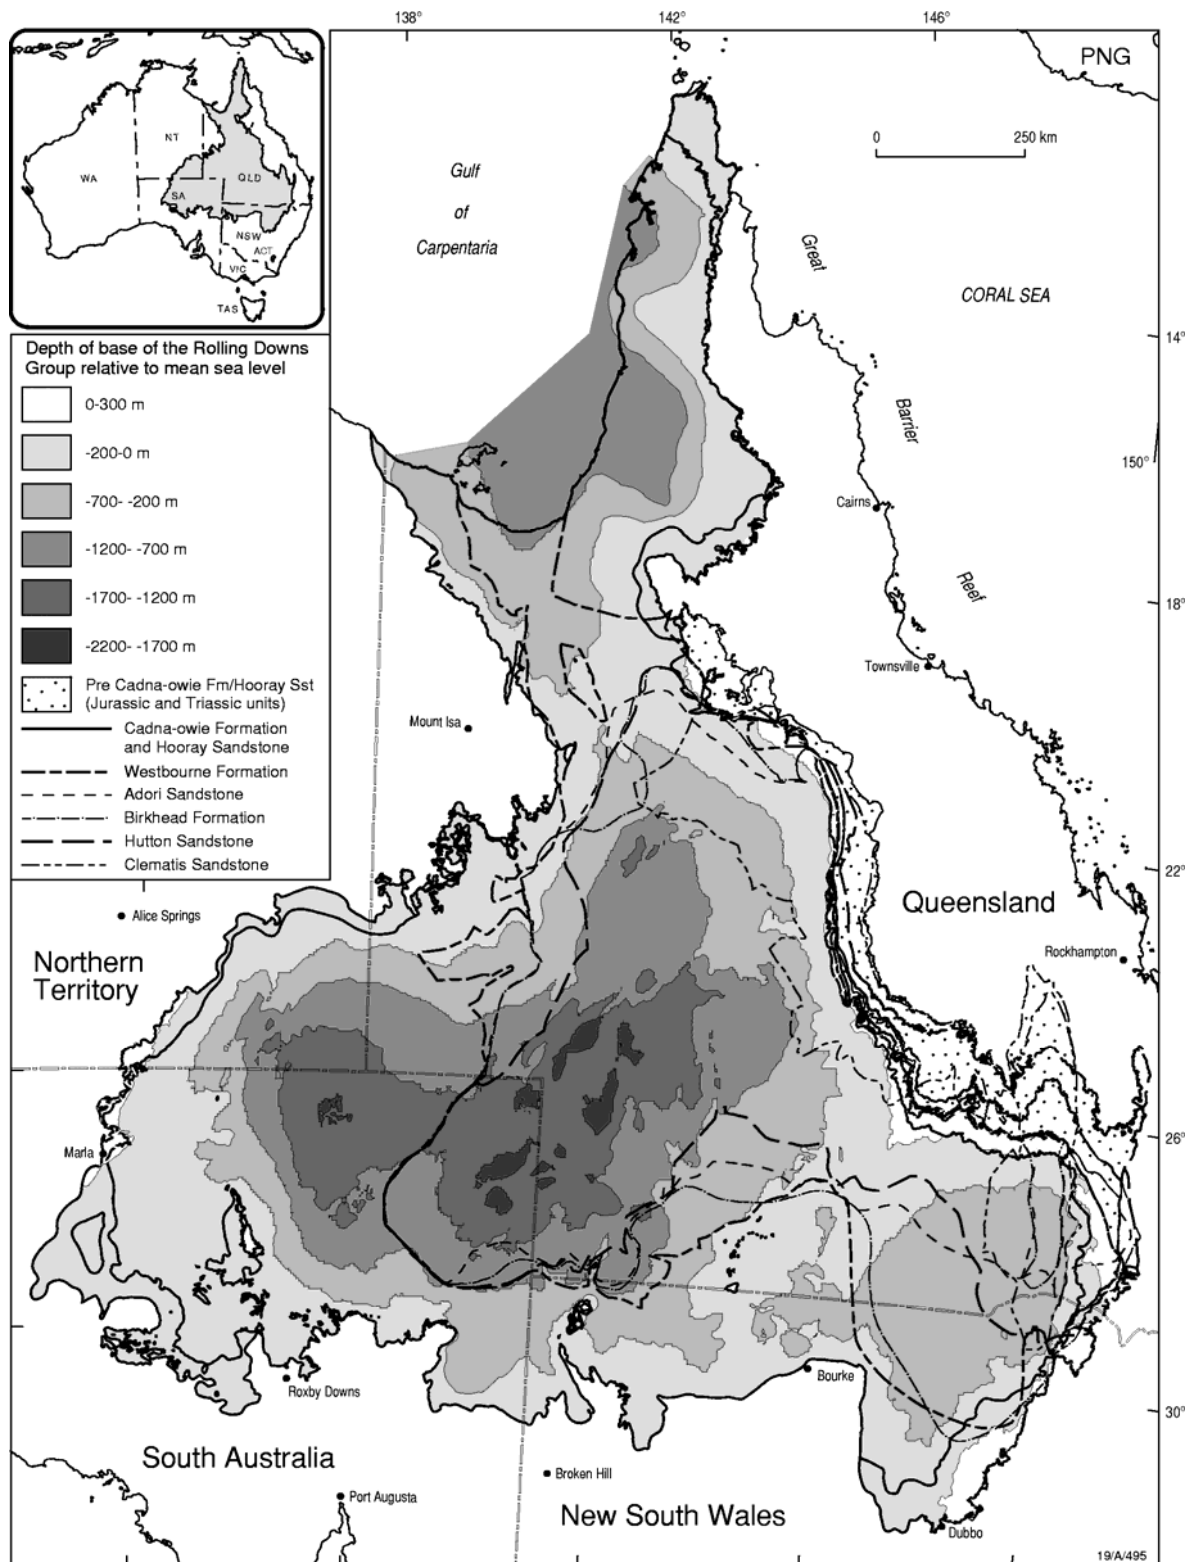 138°
142°
146°
PNG
0
250 km
NT
WA
QLD
SA
NSW
ACT
VIC
TAS
Gulf
of
Carpentaria
Great
CORAL SEA
14°
Barrier
150°
Cairns
Reef
18°
Townsville
Depth of base of the Rolling Downs
Group relative to mean sea level
0-300 m
-200-0 m
-700- -200 m
-1200- -700 m
-1700- -1200 m
-2200- -1700 m
Pre Cadna-owie Fm/Hooray Sst
(Jurassic and Triassic units)
Cadna-owie Formation
and Hooray Sandstone
Westbourne Formation
Adori Sandstone
Birkhead Formation
Hutton Sandstone
Clematis Sandstone
Mount Isa
22°
Alice Springs
Queensland
Rockhampton
Northern
Territory
26°
Marla
Roxby Downs
Bourke
30°
South Australia
Broken Hill
Port Augusta
New South Wales
Dubbo
19/A/495